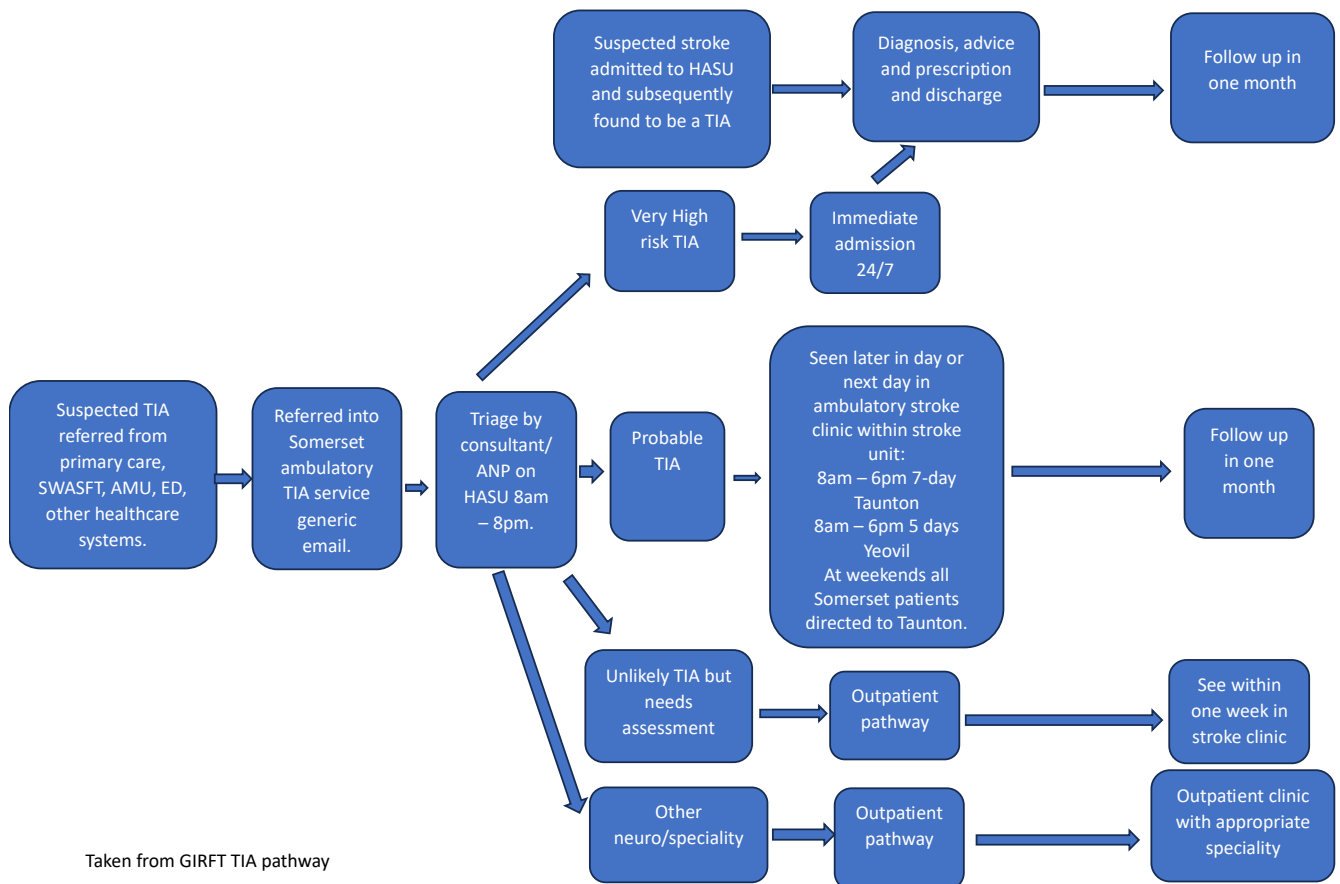 Suspected stroke
admitted to HASU
and subsequently
found to be a TIA
Diagnosis, advice
and prescription
and discharge
Follow up in
one month
Very High
risk TIA
Immediate
admission
24/7
Suspected TIA
referred from
primary care,
SWASFT, AMU, ED,
other healthcare
systems.
Referred into
Somerset
ambulatory
TIA service
generic
email.
Triage by
consultant/
ANP on
HASU 8am
– 8pm.
Probable
TIA
Seen later in day or
next day in
ambulatory stroke
clinic within stroke
unit:
8am – 6pm 7-day
Taunton
8am – 6pm 5 days
Yeovil
At weekends all
Somerset patients
directed to Taunton.
Follow up
in one
month
Unlikely TIA but
needs
assessment
Outpatient
pathway
See within
one week in
stroke clinic
Other
neuro/speciality
Outpatient
pathway
Outpatient clinic
with appropriate
speciality
Taken from GIRFT TIA pathway